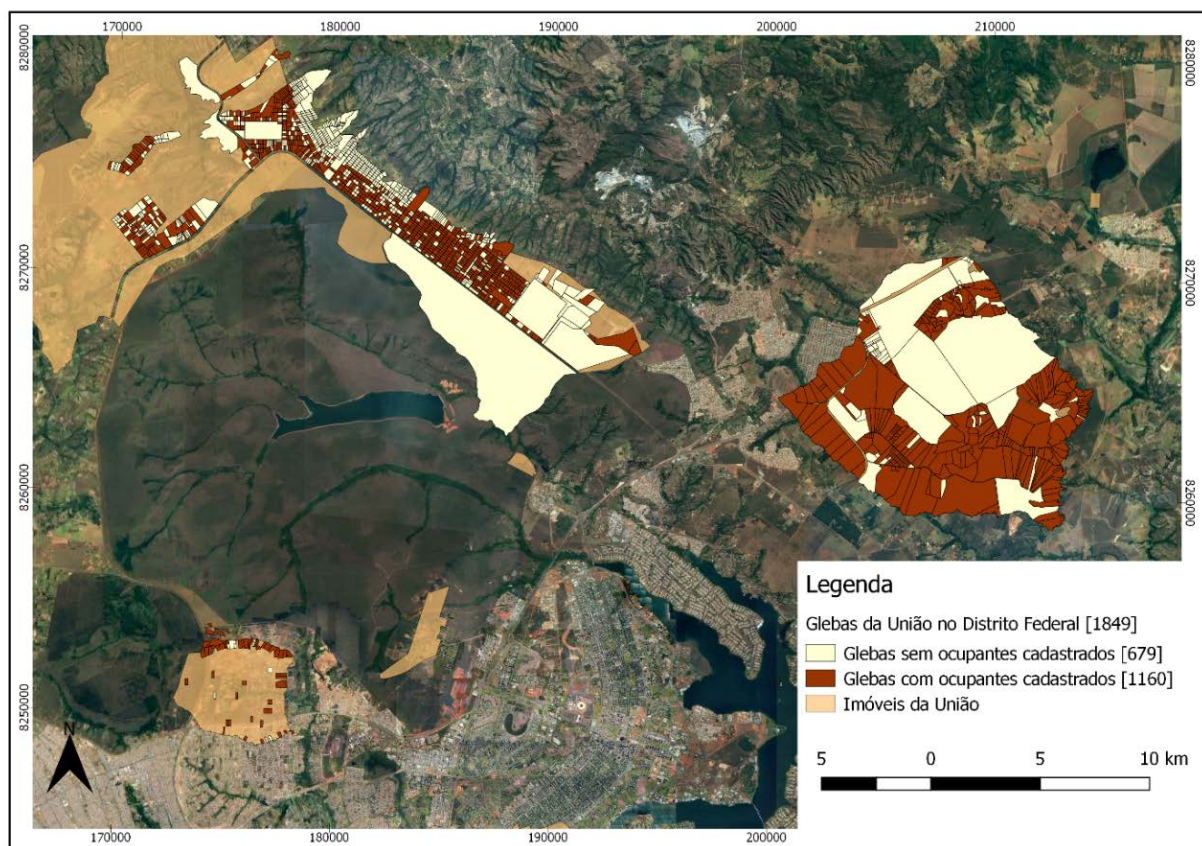 170000
180000
190000
200000
210000
8280000
8280000
8270000
8270000
8260000
8260000
8250000
Legenda
Glebas da União no Distrito Federal [1849]
Glebas sem ocupantes cadastrados [679]
Glebas com ocupantes cadastrados [1160]
Imóveis da União
N
5 0 5 10 km
170000
180000
190000
200000